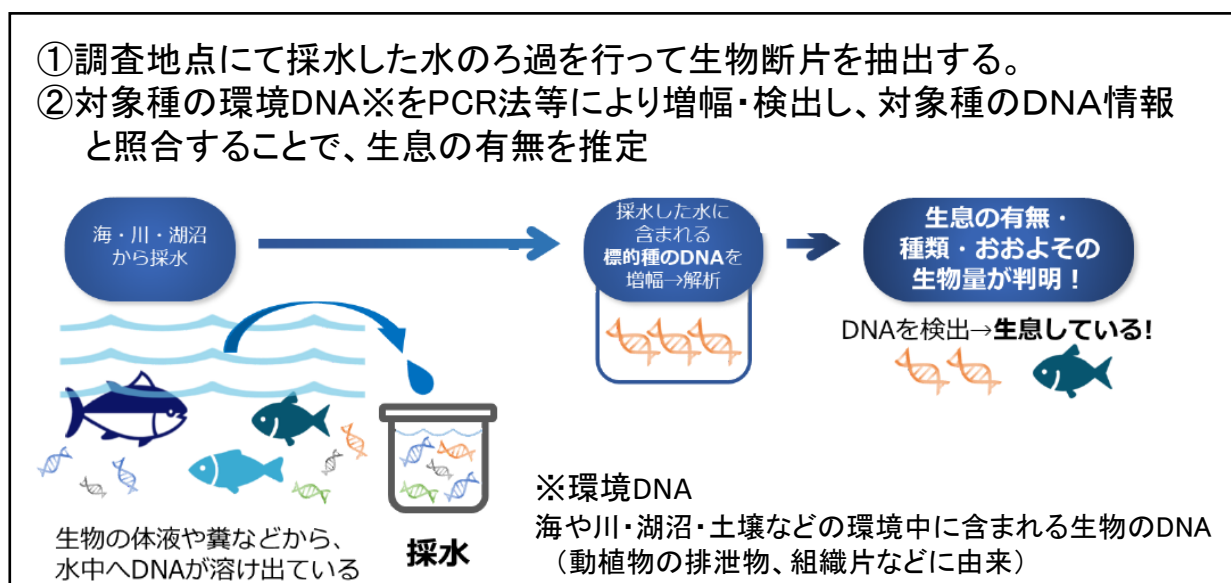 ①調査地点にて採水した水のろ過を行って生物断片を抽出する。
②対象種の環境DNA※をPCR法等により増幅・検出し、対象種のDNA情報
と照合することで、生息の有無を推定
海・川・湖沼
から採水
採水した水に
含まれる
標的種のDNAを
増幅→解析
生息の有無・
種類・おおよその
生物量が判明！
DNAを検出→生息している!
生物の体液や糞などから、
水中へDNAが溶け出ている
採水
※環境DNA
海や川・湖沼・土壌などの環境中に含まれる生物のDNA
（動植物の排泄物、組織片などに由来）